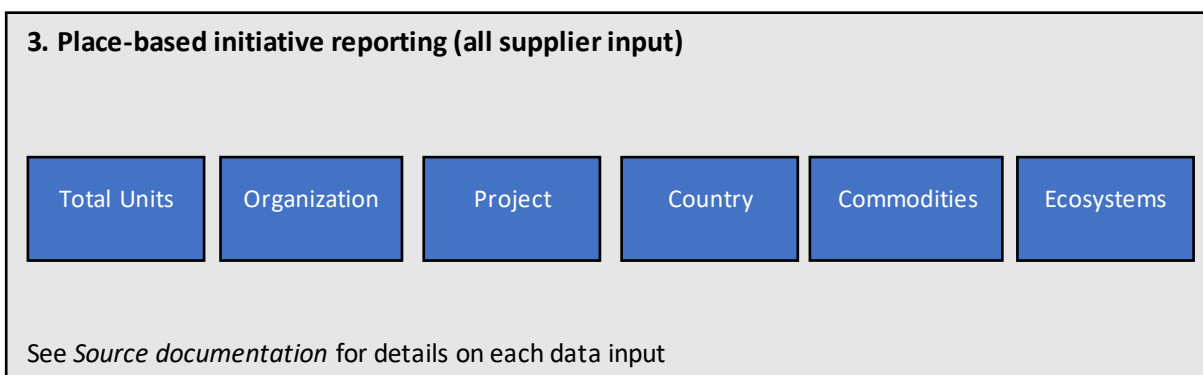 3. Place-based initiative reporting (all supplier input)
Total Units Organization Project Country Commodities Ecosystems
See Source documentation for details on each data input